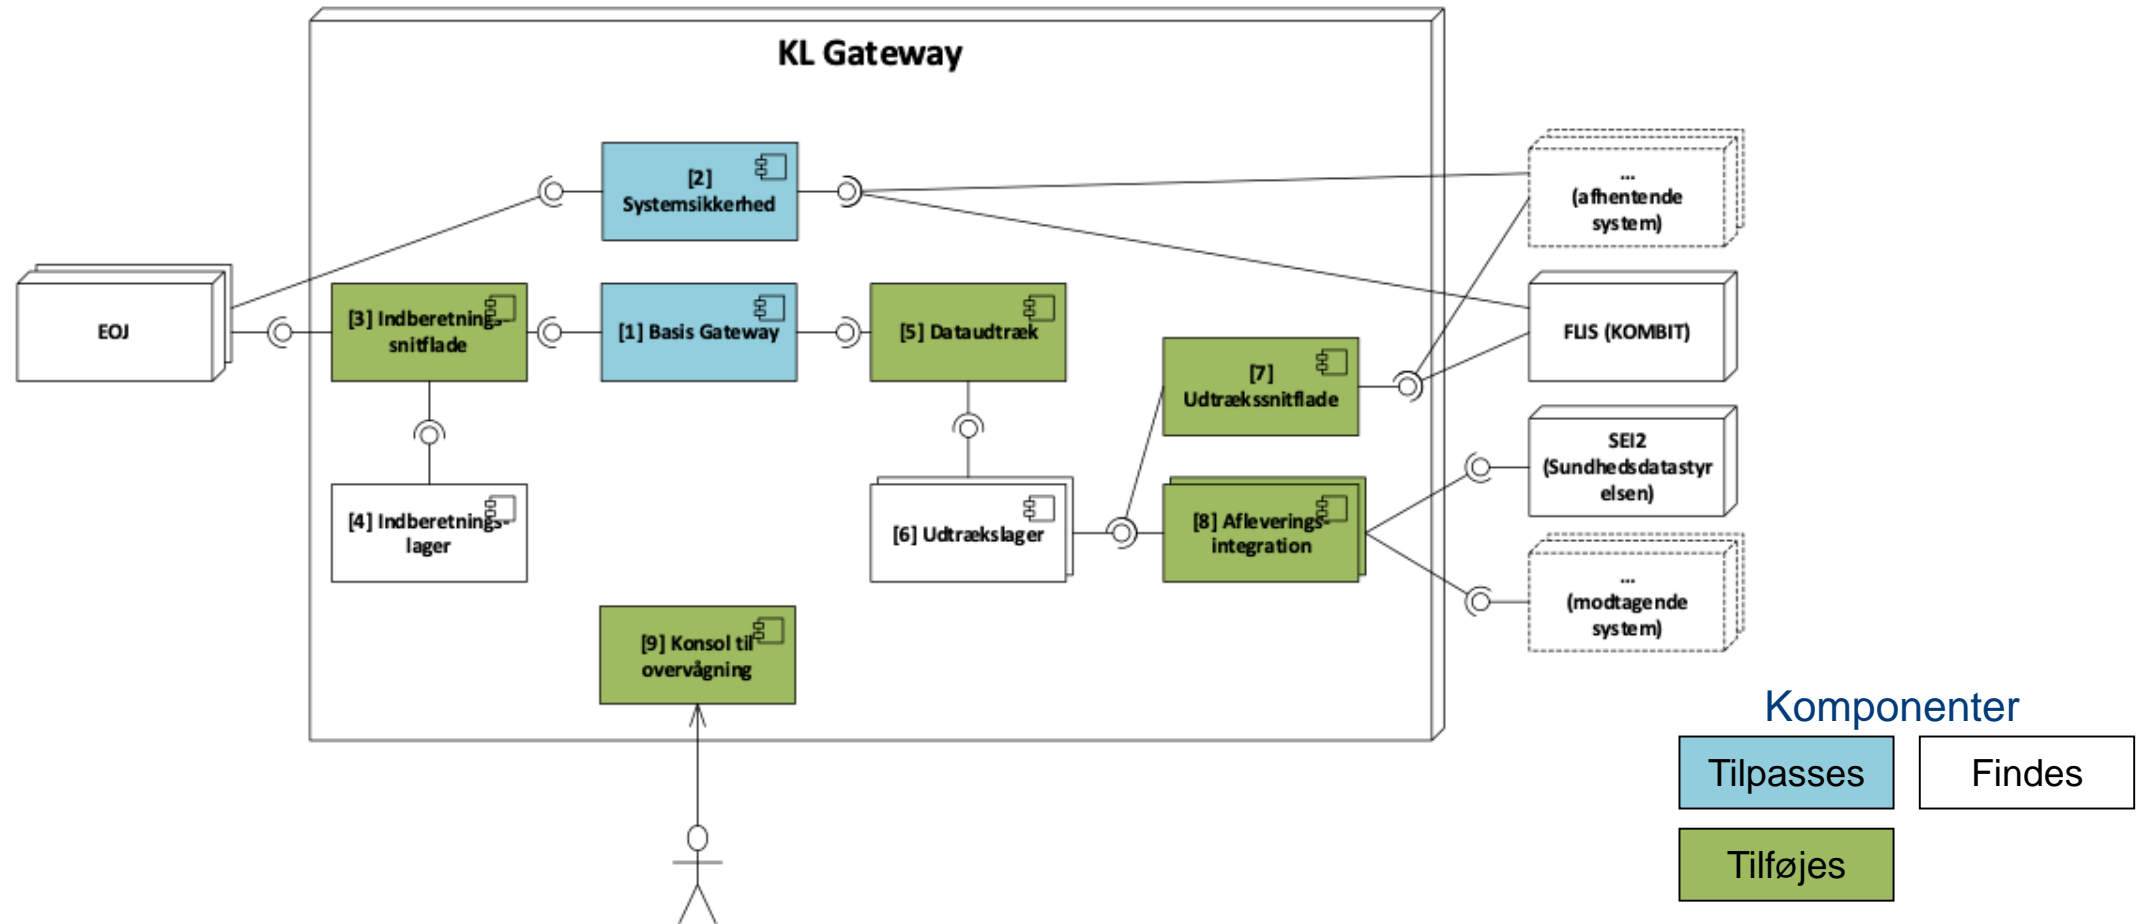 KL Gateway
[2]
Systemsikkerhed
...
(afhentende
system)
EOJ
[3] Indberetnings-
snitflade
[1] Basis Gateway
[5] Dataudtræk
[7]
Udtrækssnitflade
FLIS (KOMBIT)
SEI2
(Sundhedsdatastyr
elsen)
[4] Indberetnings-
lager
[6] Udtrækslager
[8] Afleverings-
integration
...
(modtagende
system)
[9] Konsol til
overvågning
Komponenter
Tilpasses
Findes
Tilføjes